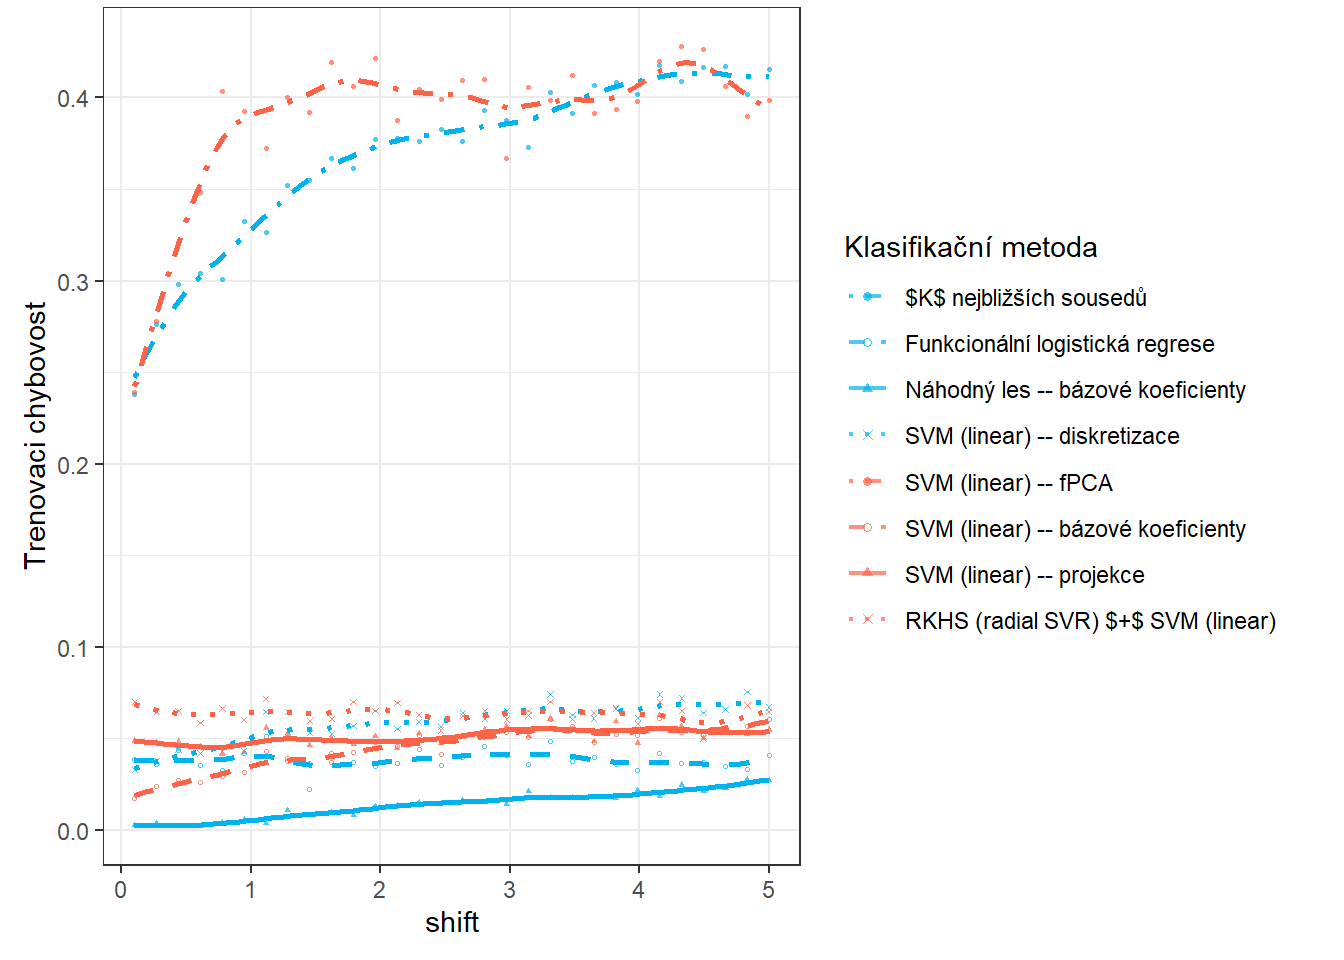 Trenovaci chybovost
0.4
0.3
0.2
0.1
0.0
0 1 2 3 4 5
shift
Klasifikační metoda
$K$ nejbližších sousedů
Funkcionální logistická regrese
Náhodný les -- bázové koeficienty
SVM (linear) -- diskretizace
SVM (linear) -- fPCA
SVM (linear) -- bázové koeficienty
SVM (linear) -- projekce
RKHS (radial SVR) $+$ SVM (linear)